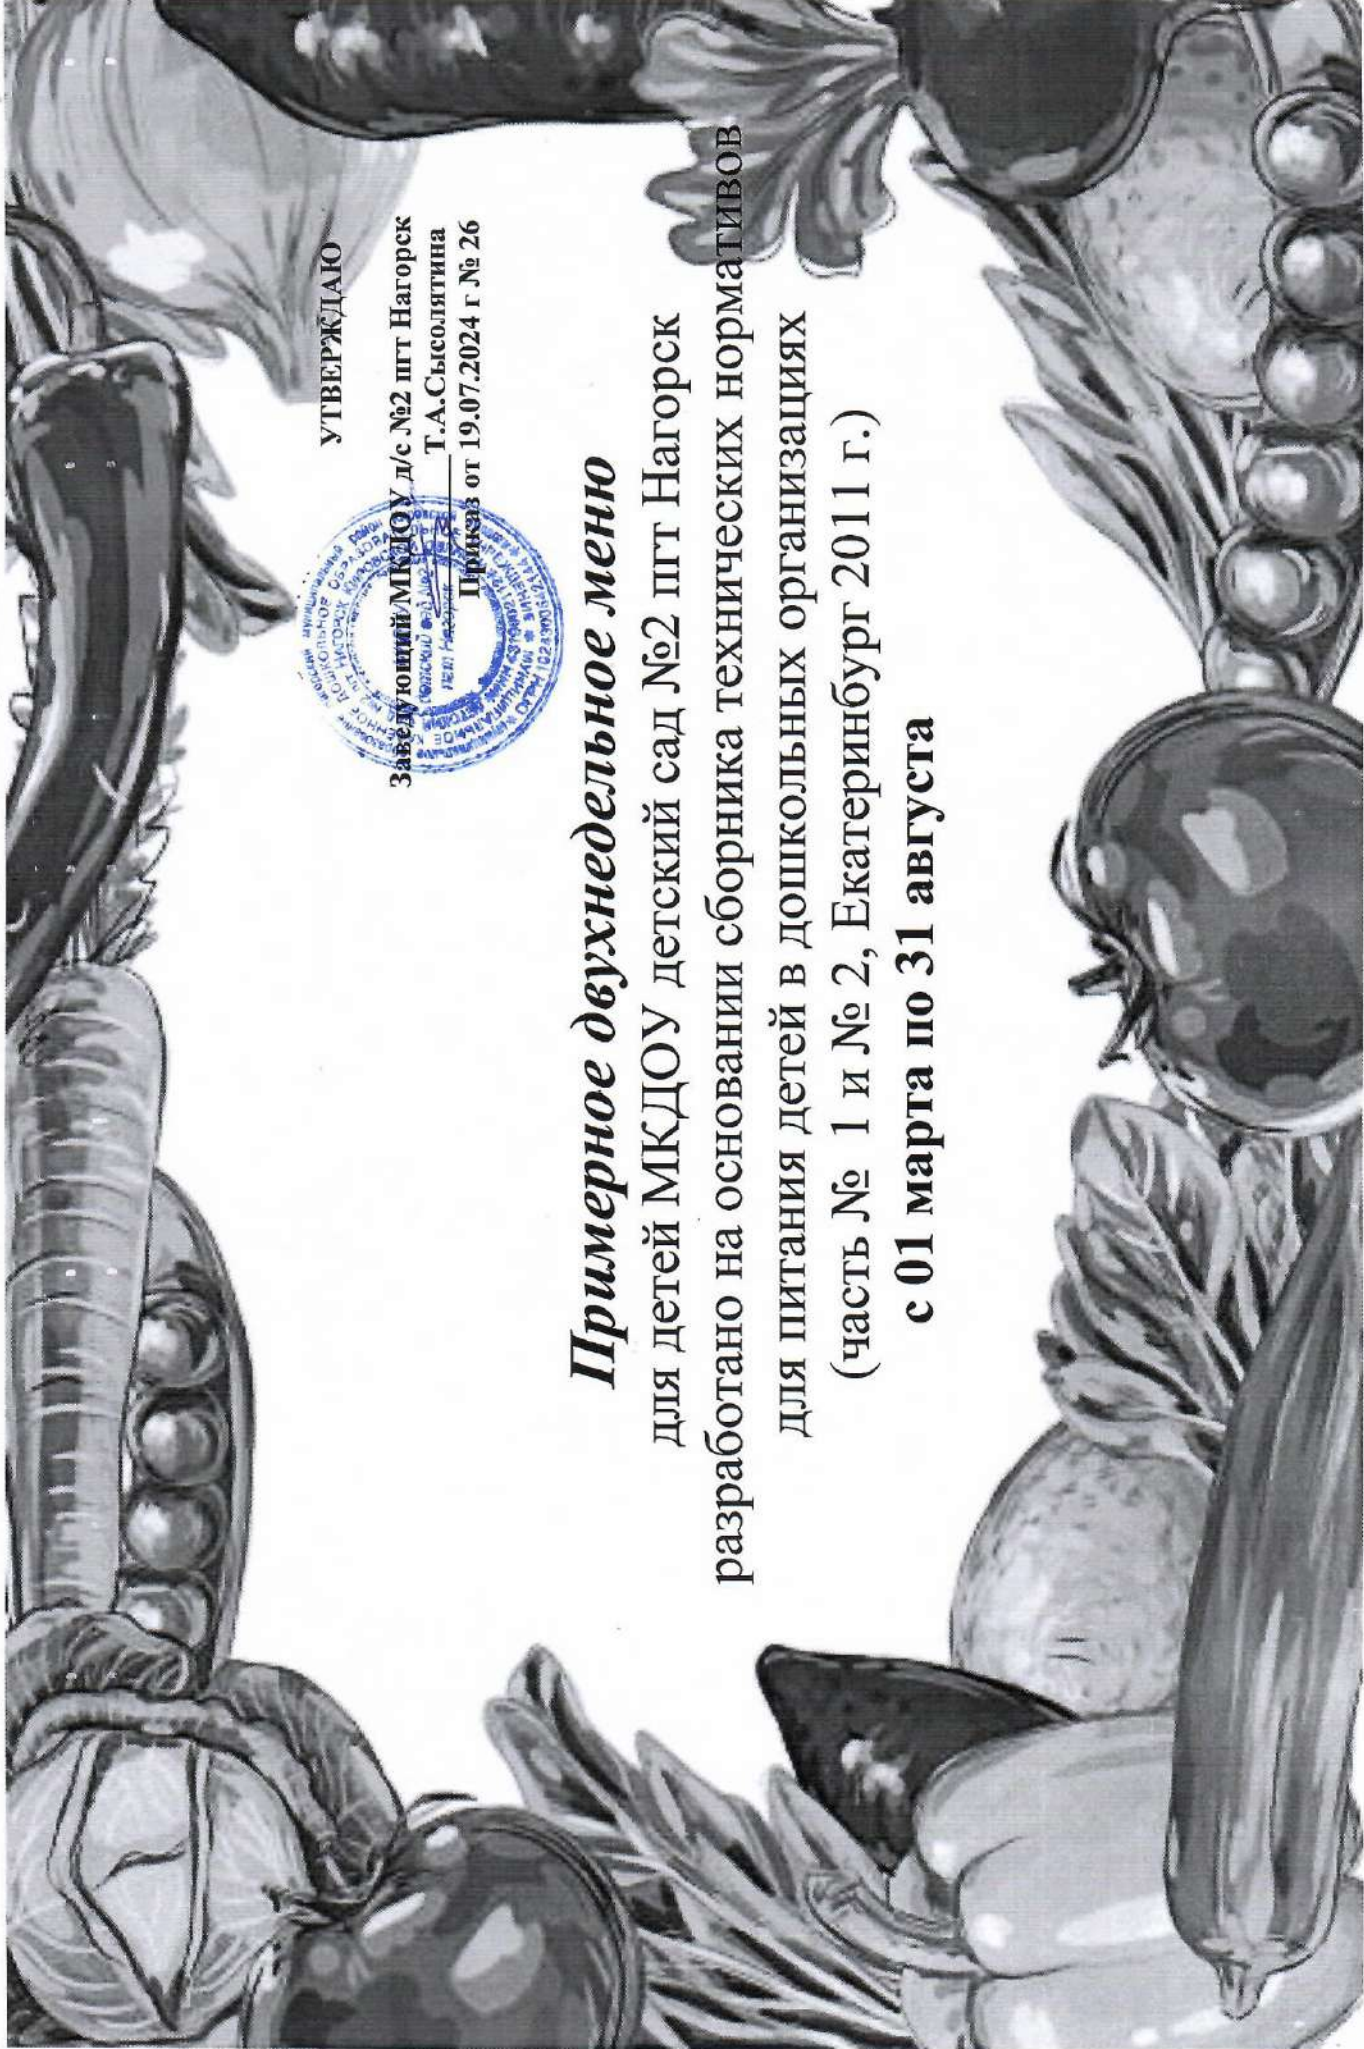 УТВЕРЖДАЮ
Заведующий МКДОУ д/с №2 пгт Нагорск
Т.А.Сысолятина
Приказ от 19.07.2024 г № 26
Примерное двухнедельное меню
для детей МКДОУ детский сад №2 пгт Нагорск
разработано на основании сборника технических нормативов
для питания детей в дошкольных организациях
(часть № 1 и № 2, Екатеринбург 2011 г.)
с 01 марта по 31 августа